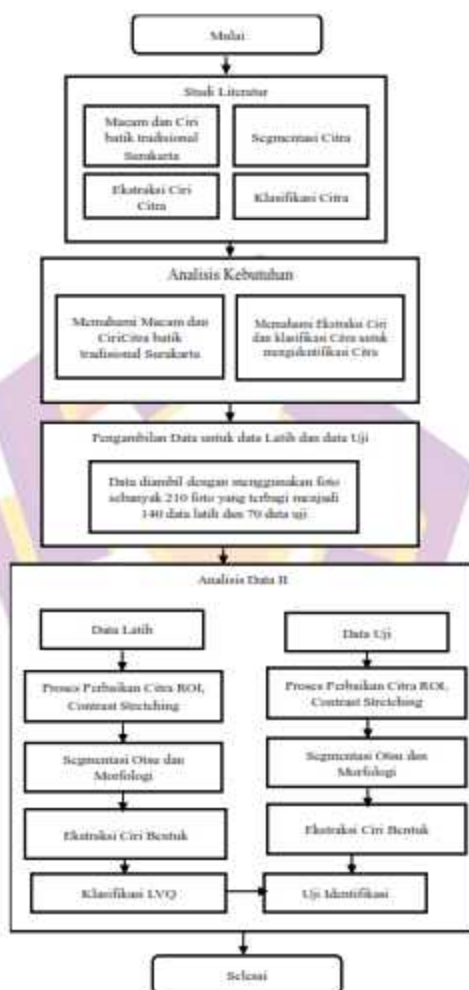 Mulai
Studi Literatur
Macam dan Ciri
batik tradisional
Surakarta
Segmentasi Citra
Ekstraksi Ciri
Citra
Klasifikasi Citra
Analisis Kebutuhan
Memahami Macam dan
CiriCitra batik
tradisional Surakarta
Memahami Ekstraksi Ciri
dan klasifikasi Citra untuk
mengidentifikasi Citra
Pengambilan Data untuk data Latih dan data Uji
Data diambil dengan menggunakan foto
sebanyak 210 foto yang terbagi menjadi
140 data latih dan 70 data uji
Analisis Data II
Data Latih
Proses Perbaikan Citra ROI,
Contrast Stretching
Segmentasi Otsu dan
Morfologi
Ekstraksi Ciri Bentuk
Klasifikasi LVQ
Data Uji
Proses Perbaikan Citra ROI,
Contrast Stretching
Segmentasi Otsu dan
Morfologi
Ekstraksi Ciri Bentuk
Uji Identifikasi
Selesai